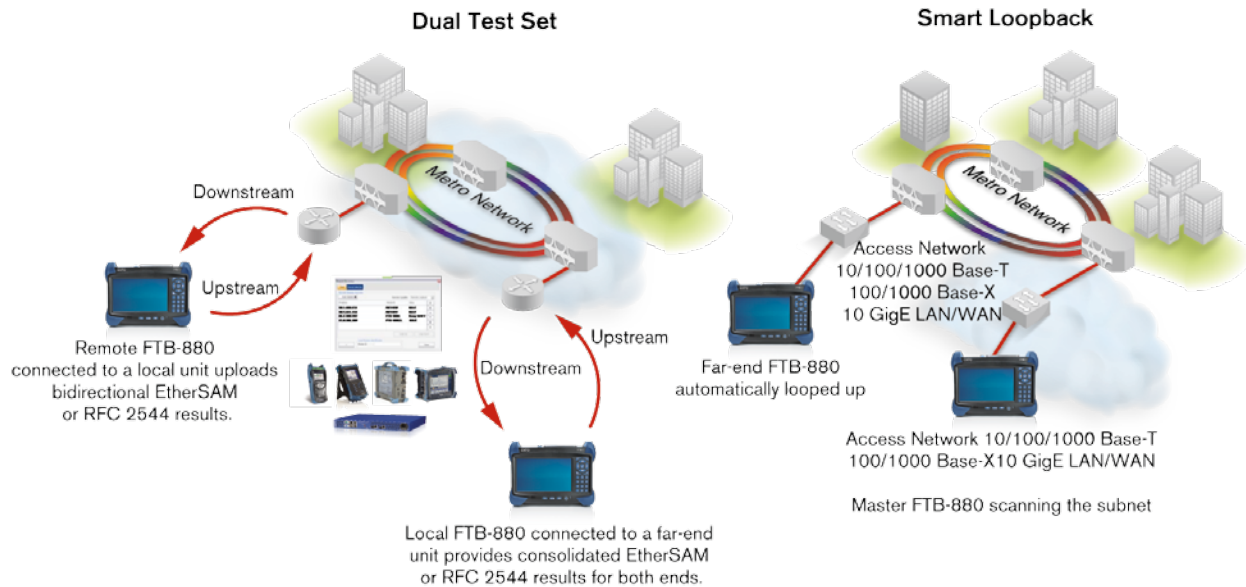 Dual Test Set
Downstream
Upstream
Metro Network
Remote FTB-880
connected to a local unit uploads
bidirectional EtherSAM
or RFC 2544 results.
Downstream
Upstream
Local FTB-880 connected to a far-end
unit provides consolidated EtherSAM
or RFC 2544 results for both ends.
Smart Loopback
Metro Network
Access Network
10/100/1000 Base-T
100/1000 Base-X
10 GigE LAN/WAN
Far-end FTB-880
automatically looped up
Access Network 10/100/1000 Base-T
100/1000 Base-X10 GigE LAN/WAN
Master FTB-880 scanning the subnet